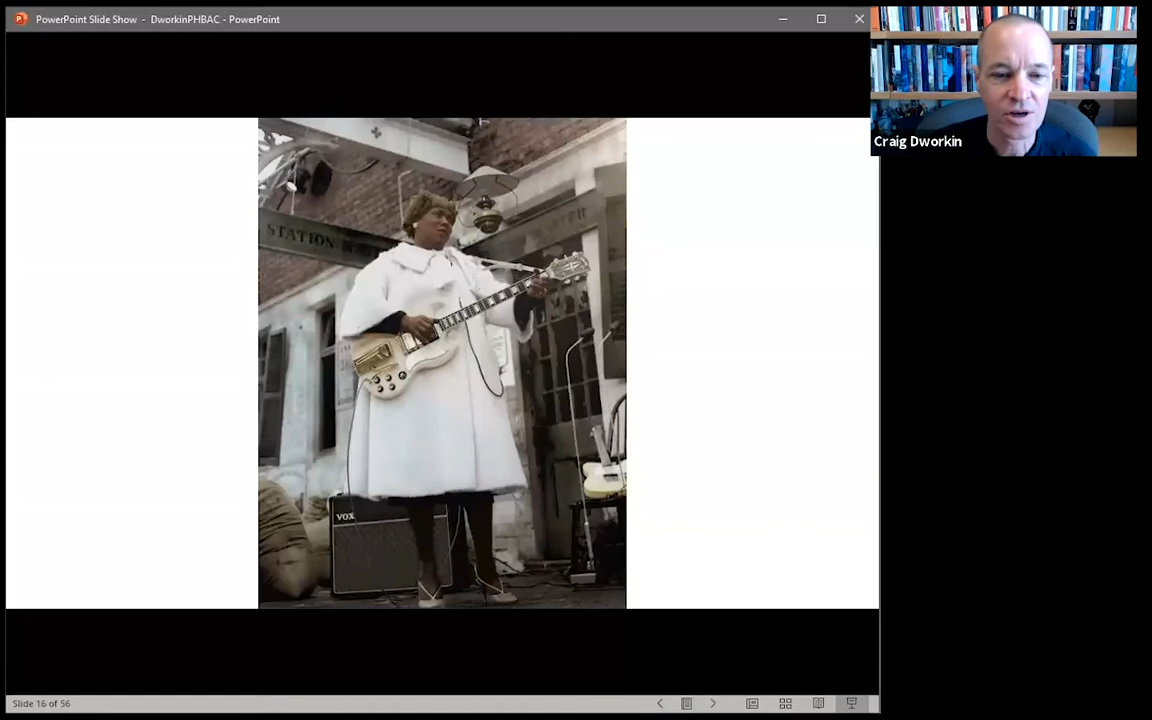 PowerPoint Slide Show - DworkinPHBAC - PowerPoint
Craig Dworkin
STATION
VOX
Slide 16 of 56